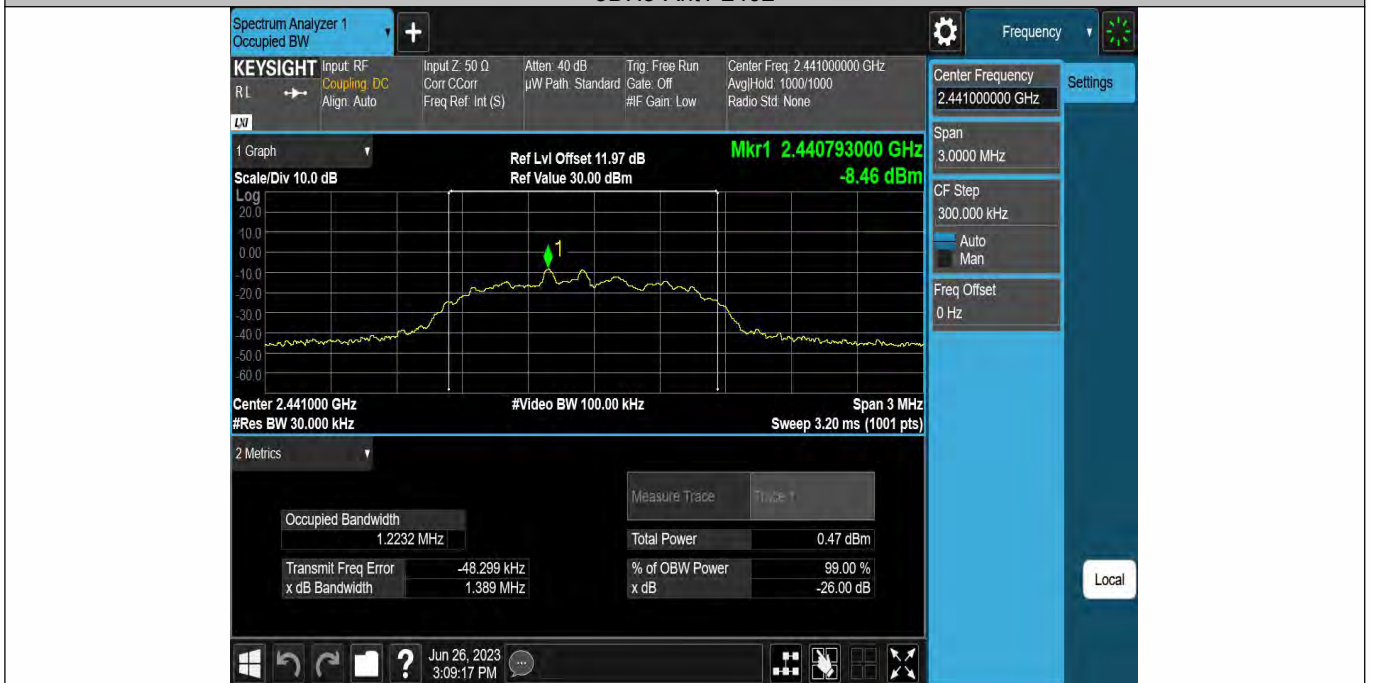 Spectrum Analyzer 1
Occupied BW
+
Frequency
KEYSIGHT
RL
LXI
Input: RF
Coupling: DC
Align: Auto
Input Z: 50 Ω
Corr CCorr
Freq Ref: Int (S)
Atten: 40 dB
µW Path: Standard
Trig: Free Run
Gate: Off
#IF Gain: Low
Center Freq: 2.441000000 GHz
Avg|Hold: 1000/1000
Radio Std: None
Center Frequency
2.441000000 GHz
Settings
Span
3.0000 MHz
CF Step
300.000 kHz
Auto
Man
Freq Offset
0 Hz
1 Graph
Scale/Div 10.0 dB
Ref Lvl Offset 11.97 dB
Ref Value 30.00 dBm
Mkr1 2.440793000 GHz
-8.46 dBm
Log
20.0
10.0
0.00
-10.0
-20.0
-30.0
-40.0
-50.0
-60.0
1
Center 2.441000 GHz
#Res BW 30.000 kHz
#Video BW 100.00 kHz
Span 3 MHz
Sweep 3.20 ms (1001 pts)
2 Metrics
Measure Trace
Trace 1
Occupied Bandwidth
1.2232 MHz
Total Power
0.47 dBm
Transmit Freq Error
-48.299 kHz
% of OBW Power
99.00 %
x dB Bandwidth
1.389 MHz
x dB
-26.00 dB
Local
?
Jun 26, 2023
3:09:17 PM